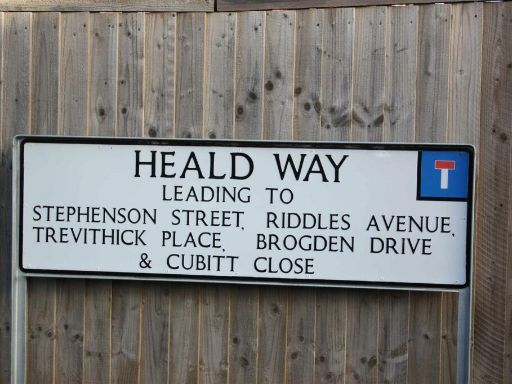 HEALD WAY
LEADING TO
STEPHENSON STREET, RIDDLES AVENUE,
TREVITHICK PLACE, BROGDEN DRIVE
& CUBITT CLOSE